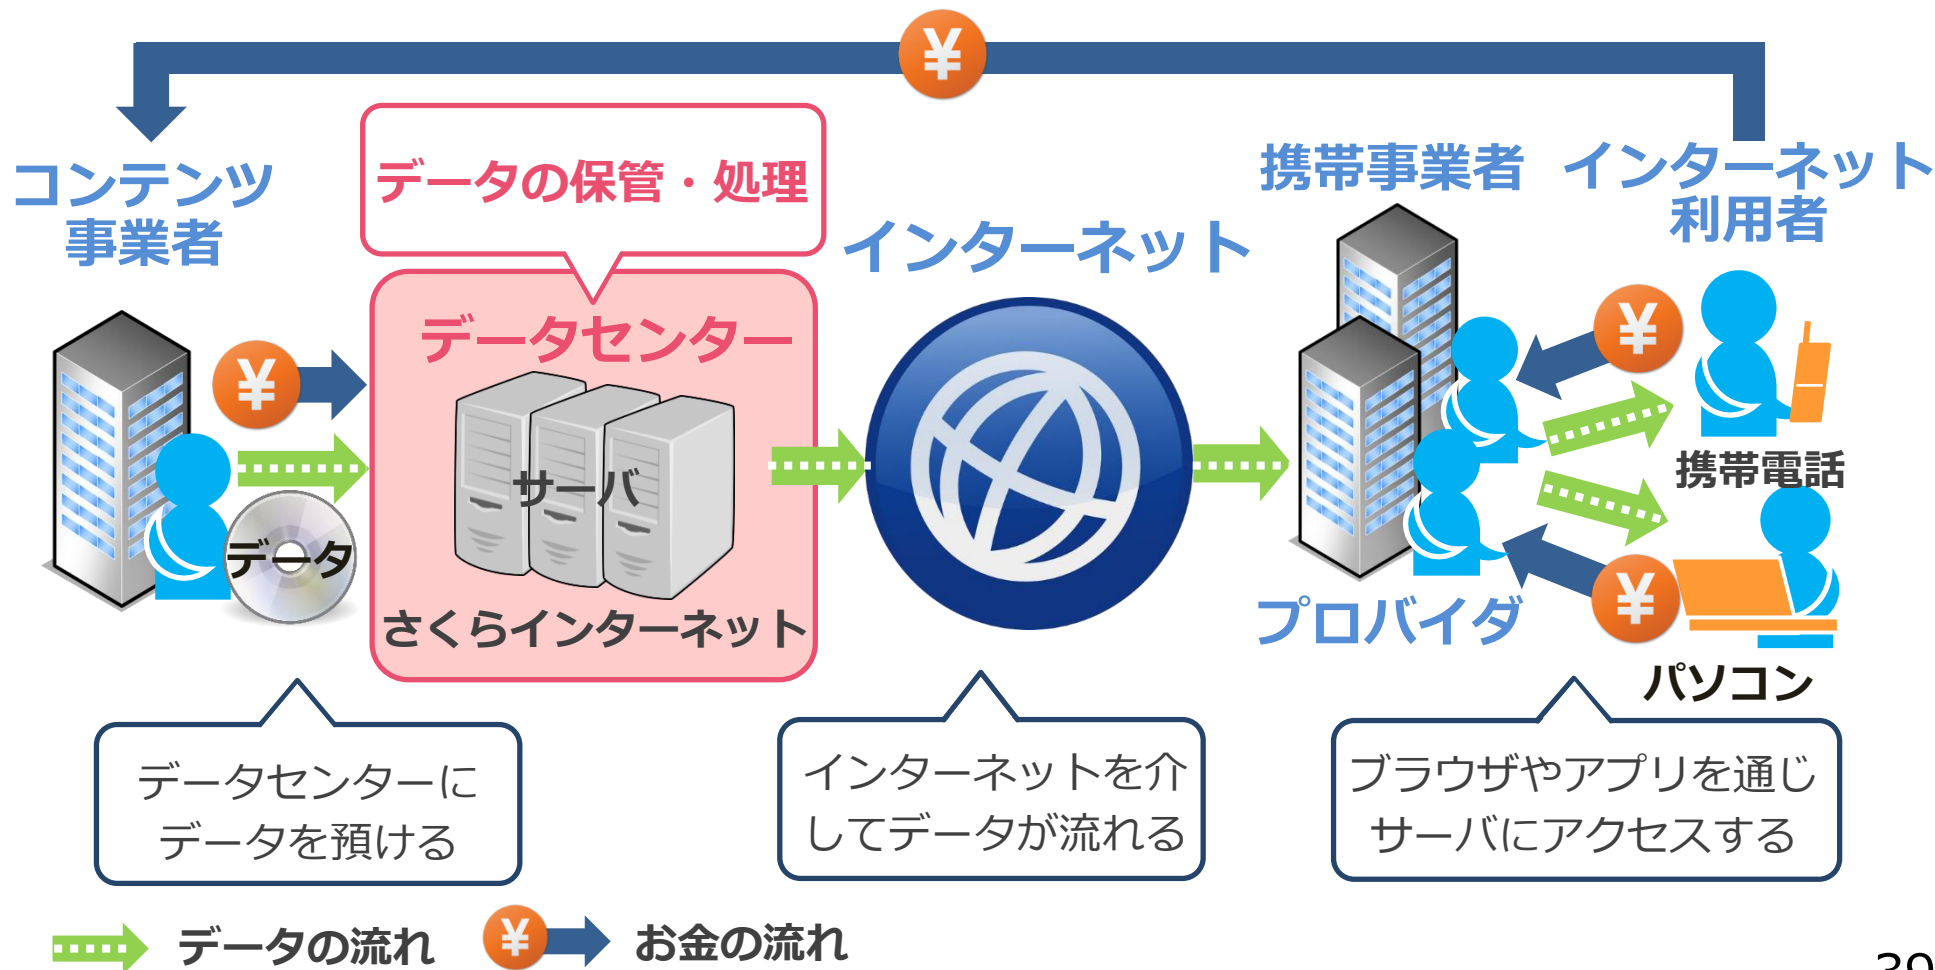 ¥
コンテンツ
事業者
データの保管・処理
インターネット
携帯事業者
インターネット
利用者
¥
データセンター
サーバ
さくらインターネット
データ
¥
携帯電話
¥
プロバイダ
パソコン
データセンターに
データを預ける
インターネットを介
してデータが流れる
ブラウザやアプリを通じ
サーバにアクセスする
データの流れ
¥
お金の流れ
39